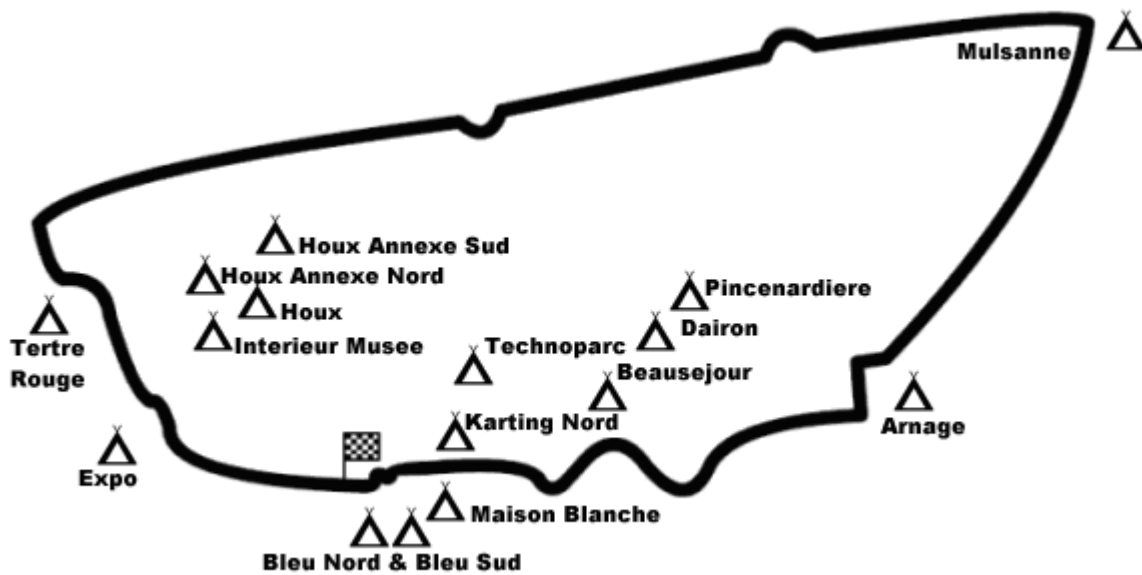 Mulsanne
Houx Annexe Sud
Houx Annexe Nord
Pincenardiere
Houx
Dairon
Tertre
Rouge
Interieur Musee
Technoparc
Beausejour
Karting Nord
Arnage
Expo
Maison Blanche
Bleu Nord & Bleu Sud